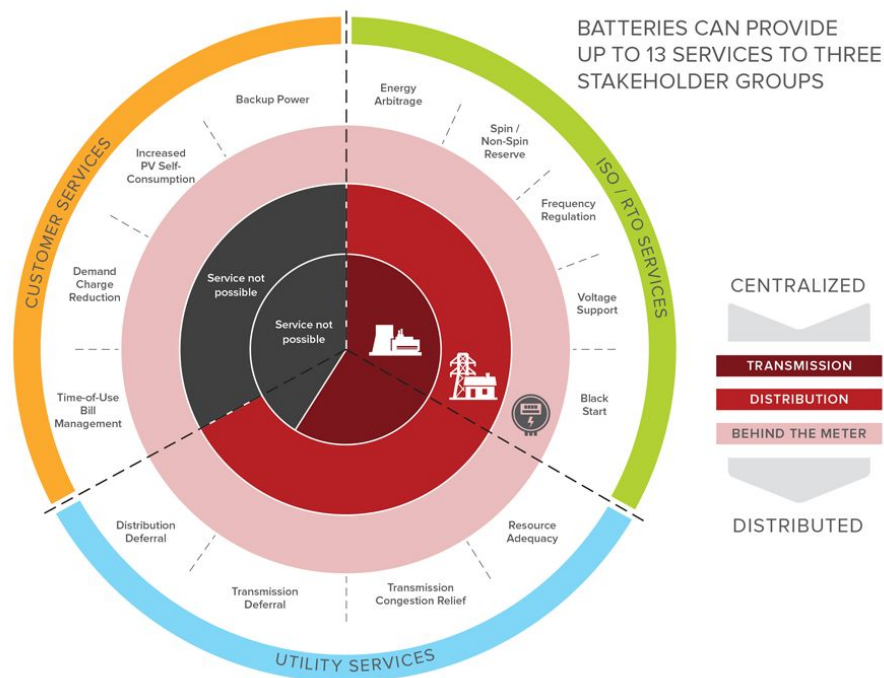 BATTERIES CAN PROVIDE
UP TO 13 SERVICES TO THREE
STAKEHOLDER GROUPS
CUSTOMER SERVICES
ISO / RTO SERVICES
UTILITY SERVICES
Backup Power
Increased
PV Self-
Consumption
Demand
Charge
Reduction
Time-of-Use
Bill
Management
Energy
Arbitrage
Spin /
Non-Spin
Reserve
Frequency
Regulation
Voltage
Support
Black
Start
Resource
Adequacy
Transmission
Congestion Relief
Transmission
Deferral
Distribution
Deferral
Service not
possible
Service not
possible
CENTRALIZED
TRANSMISSION
DISTRIBUTION
BEHIND THE METER
DISTRIBUTED